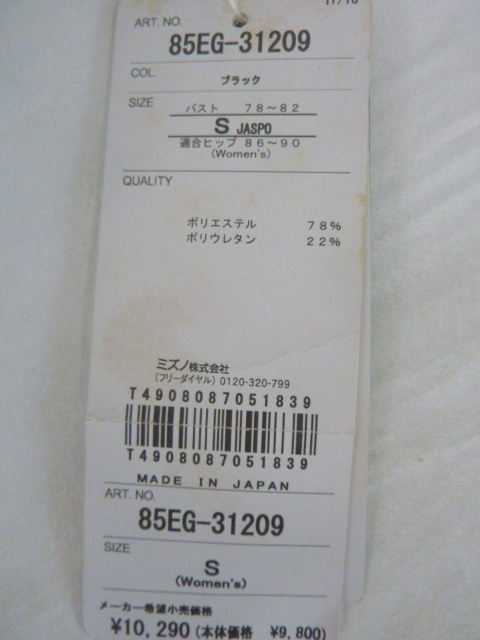 ART. NO.
85EG-31209
COL.
ブラック
SIZE
バスト 78～82
S JASPO
適合ヒップ 86～90
(Women's)
QUALITY
ポリエステル 78%
ポリウレタン 22%
ミズノ株式会社
(フリーダイヤル) 0120-320-799
T4908087051839
T4908087051839
MADE IN JAPAN
ART. NO.
85EG-31209
SIZE
S
(Women's)
メーカー希望小売価格
¥10,290(本体価格 ¥9,800)